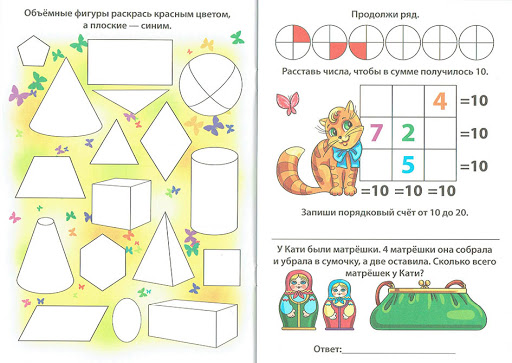 Объёмные фигуры раскрась красным цветом,
а плоские — синим.
Продолжи ряд.
Расставь числа, чтобы в сумме получилось 10.
4 =10
7 2 =10
5 =10
=10 =10 =10
Запиши порядковый счёт от 10 до 20.
У Кати были матрёшки. 4 матрёшки она собрала
и убрала в сумочку, а две оставила. Сколько всего
матрёшек у Кати?
Ответ: